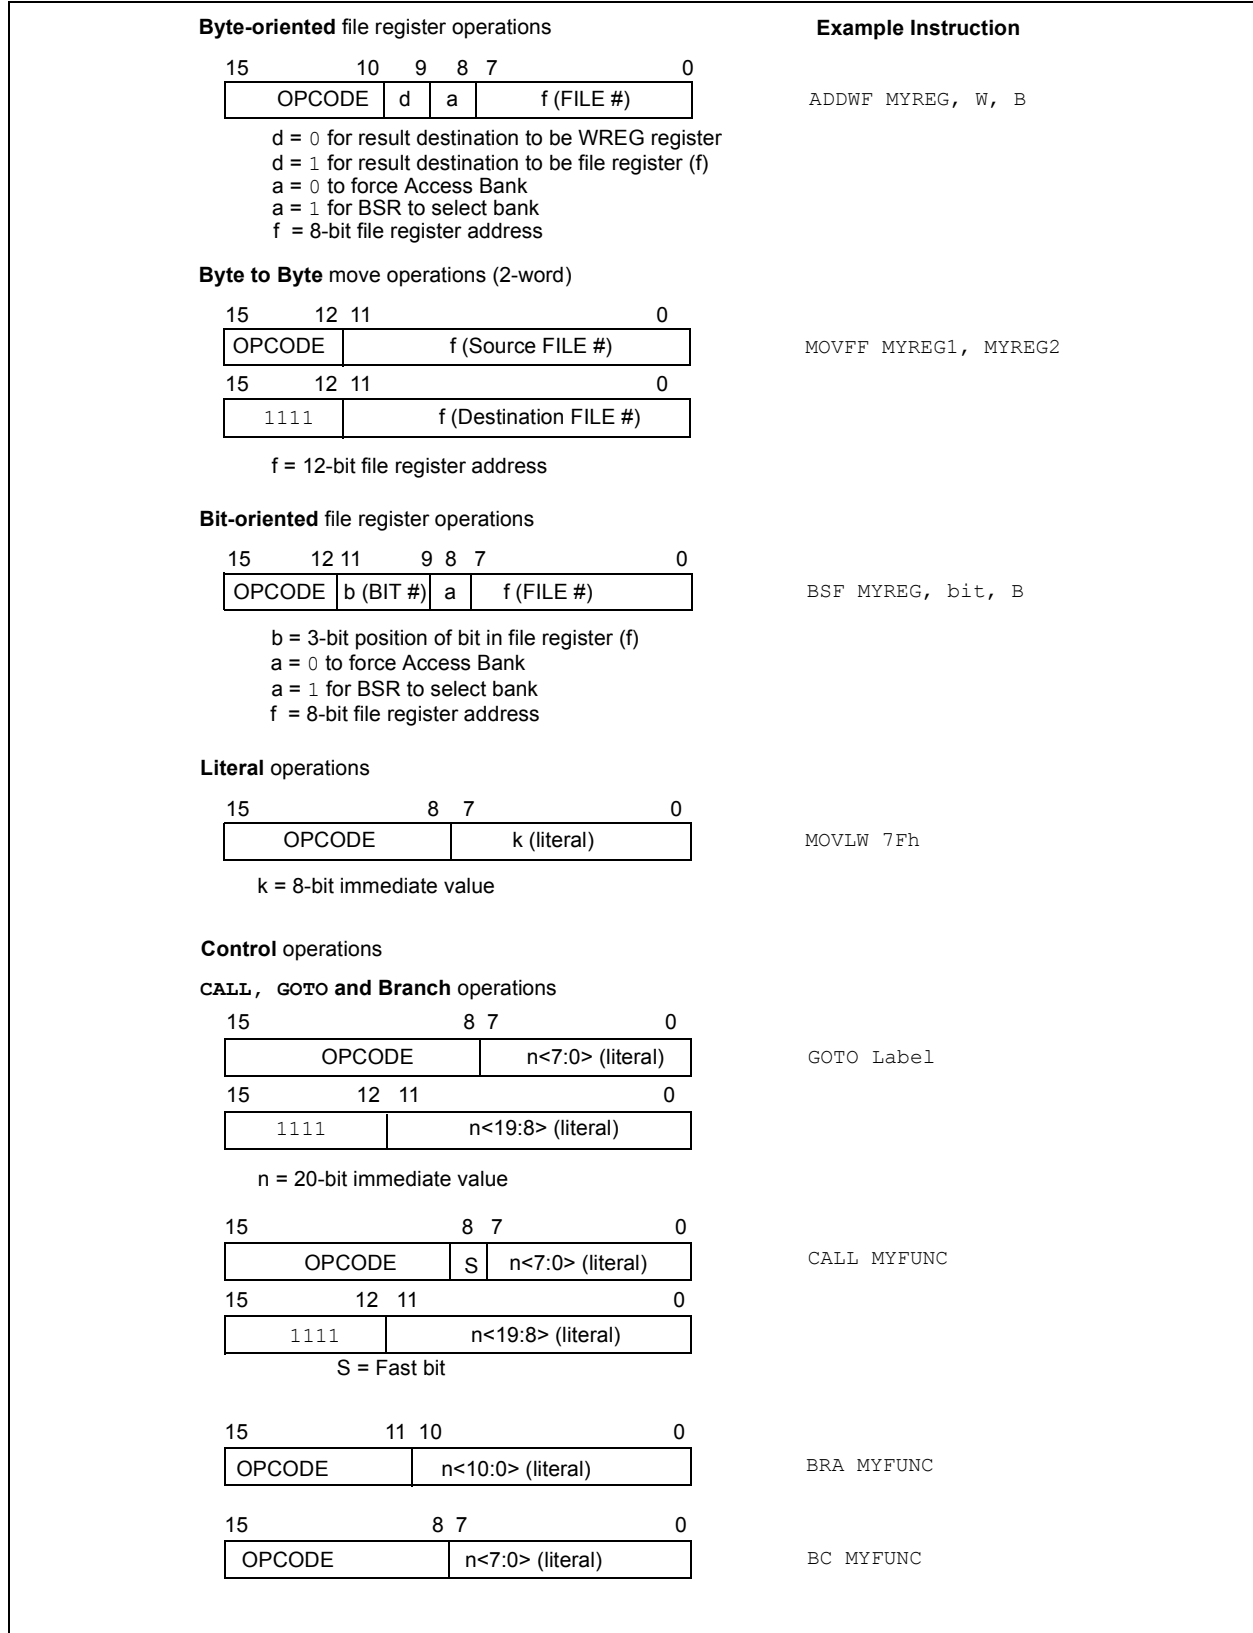 Byte-oriented file register operations Example Instruction
15 10 9 8 7 0
OPCODE d a f (FILE #) ADDWF MYREG, W, B
d = 0 for result destination to be WREG register
d = 1 for result destination to be file register (f)
a = 0 to force Access Bank
a = 1 for BSR to select bank
f = 8-bit file register address
Byte to Byte move operations (2-word)
15 12 11 0
OPCODE f (Source FILE #) MOVFF MYREG1, MYREG2
15 12 11 0
1111 f (Destination FILE #)
f = 12-bit file register address
Bit-oriented file register operations
15 12 11 9 8 7 0
OPCODE b (BIT #) a f (FILE #) BSF MYREG, bit, B
b = 3-bit position of bit in file register (f)
a = 0 to force Access Bank
a = 1 for BSR to select bank
f = 8-bit file register address
Literal operations
15 8 7 0
OPCODE k (literal) MOVLW 7Fh
k = 8-bit immediate value
Control operations
CALL, GOTO and Branch operations
15 8 7 0
OPCODE n<7:0> (literal) GOTO Label
15 12 11 0
1111 n<19:8> (literal)
n = 20-bit immediate value
15 8 7 0
OPCODE S n<7:0> (literal) CALL MYFUNC
15 12 11 0
1111 n<19:8> (literal)
S = Fast bit
15 11 10 0
OPCODE n<10:0> (literal) BRA MYFUNC
15 8 7 0
OPCODE n<7:0> (literal) BC MYFUNC